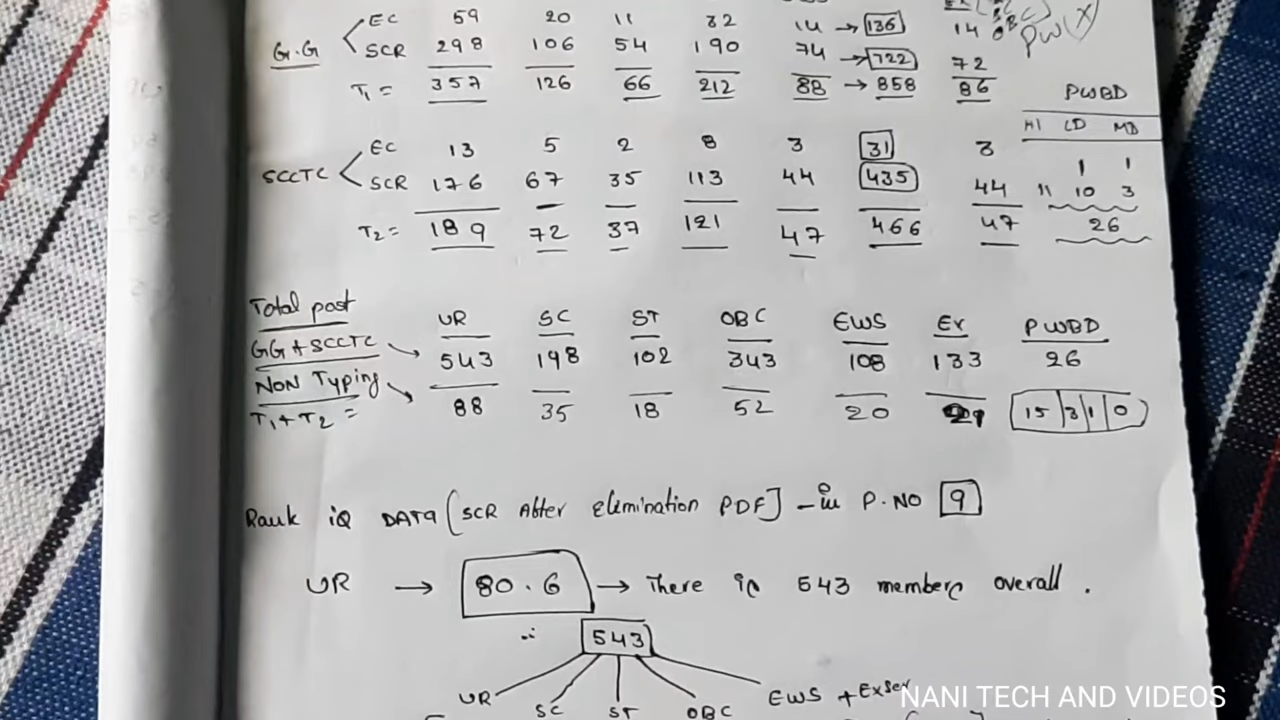 EC 59 20 11 32 14 → 136 14 OBC
G.G SCR 298 106 54 190 74 → 722 72 PW(X)
T1 = 357 126 66 212 88 → 858 86
PWBD
HI LD MD
SCCTC EC 13 5 2 8 3 31 3 1 1
SCR 176 67 35 113 44 435 44 11 10 3
T2 = 189 72 37 121 47 466 47 26
Total post UR SC ST OBC EWS Ex PWBD
GG + SCCTC → 543 198 102 343 108 133 26
NON Typing → 88 35 18 52 20 29 15 3 1 0
T1 + T2 =
Rank iQ DATA (SCR After Elimination PDF] - in P.NO 9
UR → 80.6 → There is 543 members overall .
543
UR SC ST OBC EWS + Exser
NANI TECH AND VIDEOS